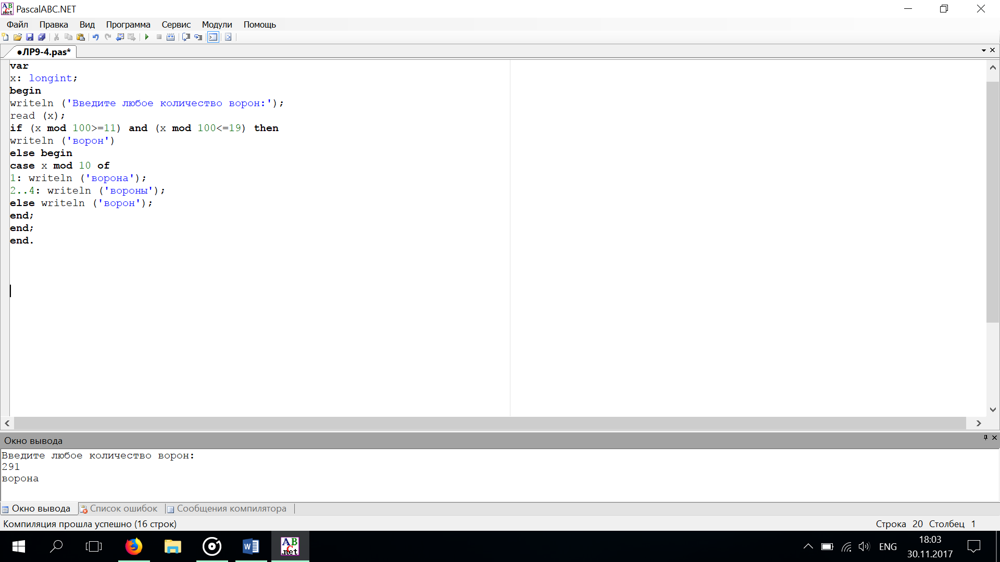 PascalABC.NET
Файл Правка Вид Программа Сервис Модули Помощь
●ЛР9-4.pas*
var
x: longint;
begin
writeln ('Введите любое количество ворон:');
read (x);
if (x mod 100>=11) and (x mod 100<=19) then
writeln ('ворон')
else begin
case x mod 10 of
1: writeln ('ворона');
2..4: writeln ('вороны');
else writeln ('ворон');
end;
end;
end.
Окно вывода
Введите любое количество ворон:
291
ворона
Окно вывода Список ошибок Сообщения компилятора
Компиляция прошла успешно (16 строк) Строка 20 Столбец 1
ENG 18:03
30.11.2017